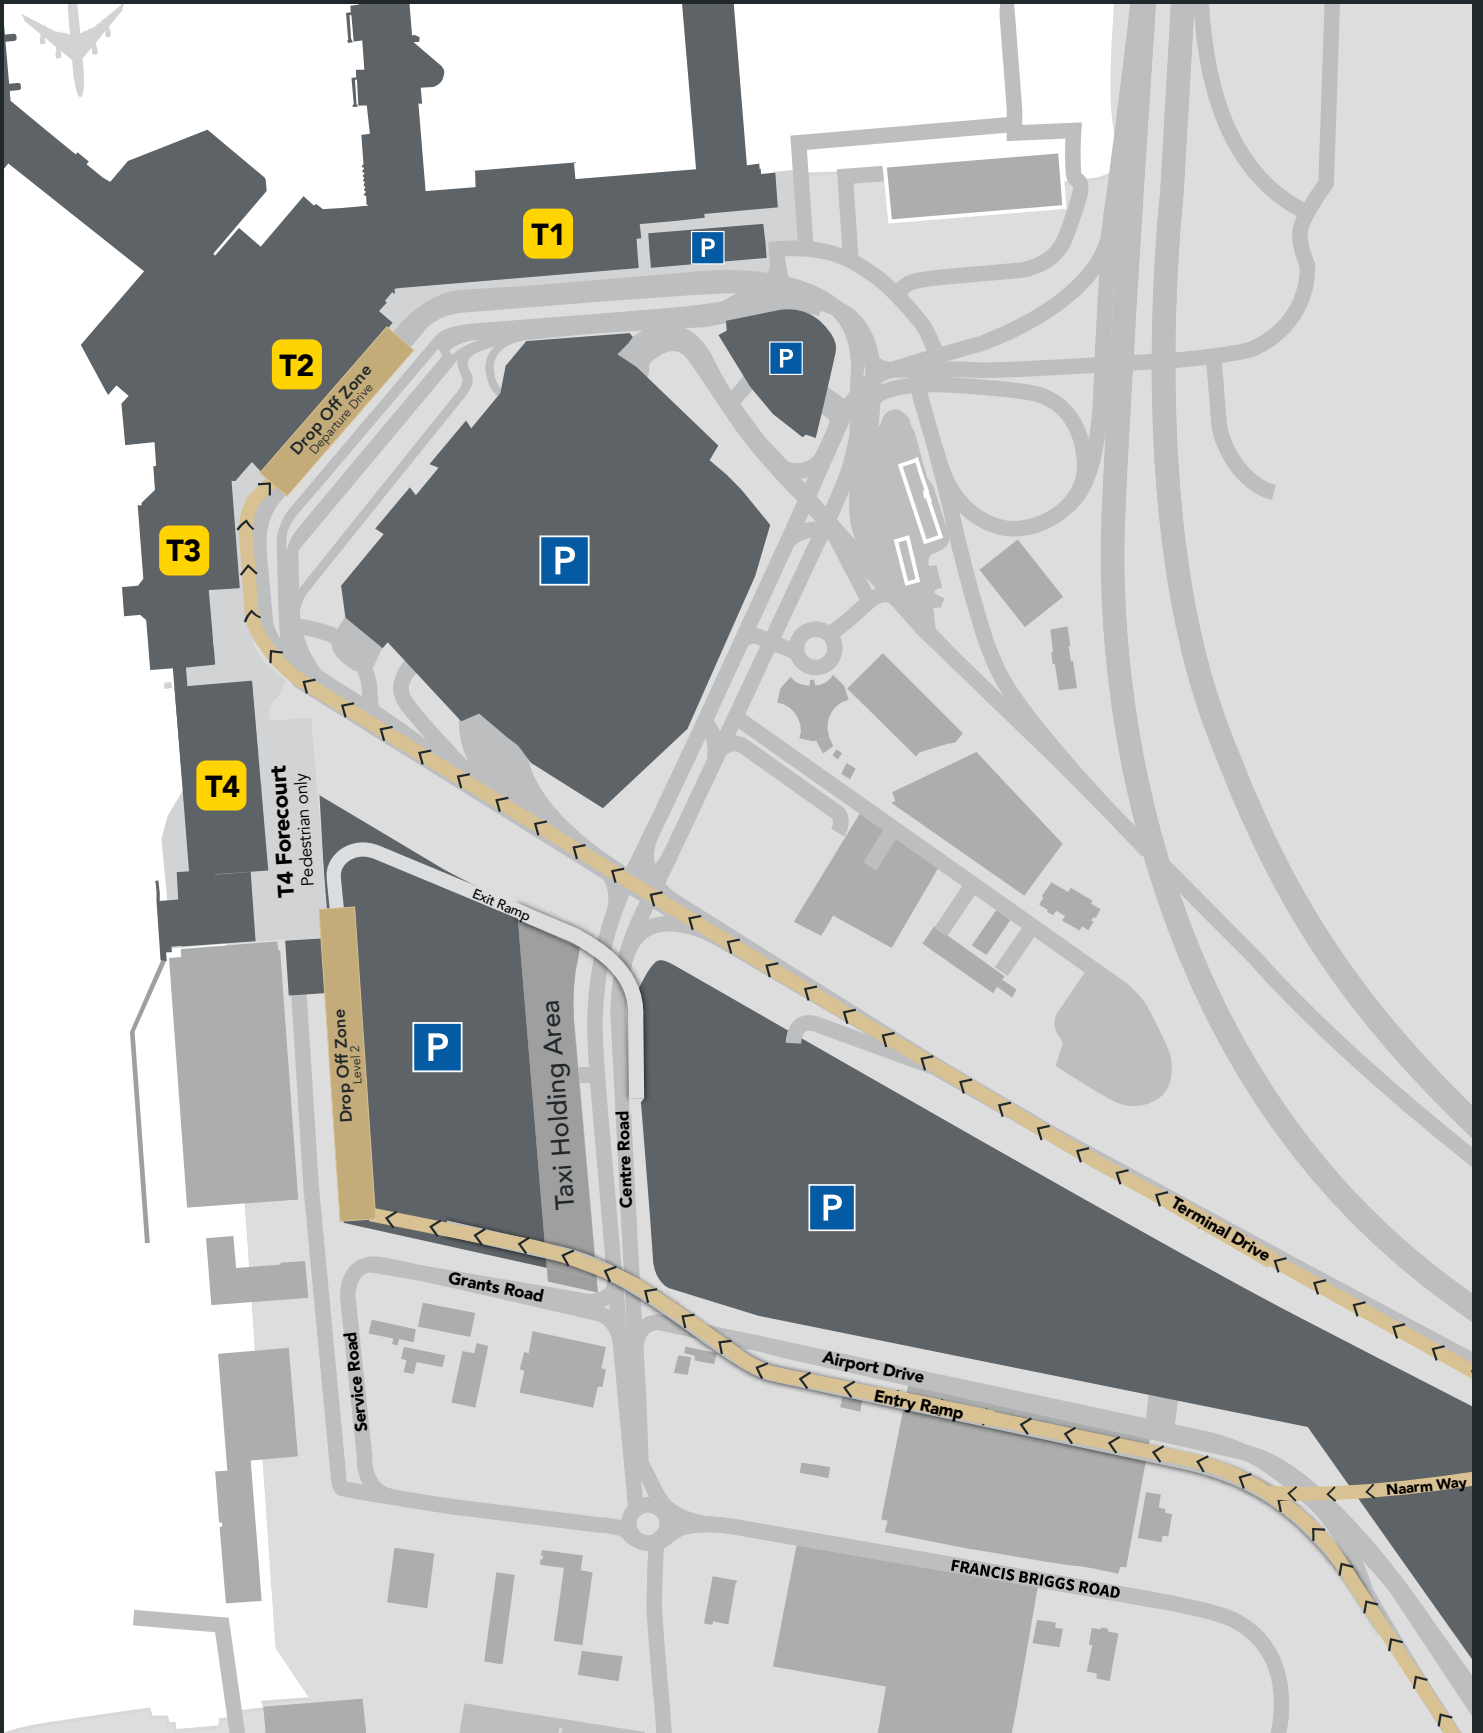 T1
P
T2
P
Drop Off Zone
Departure Drive
T3
P
T4
T4 Forecourt
Pedestrian only
Exit Ramp
Drop Off Zone
Level 2
P
Taxi Holding Area
Centre Road
P
Terminal Drive
Grants Road
Service Road
Airport Drive
Entry Ramp
Naarm Way
FRANCIS BRIGGS ROAD